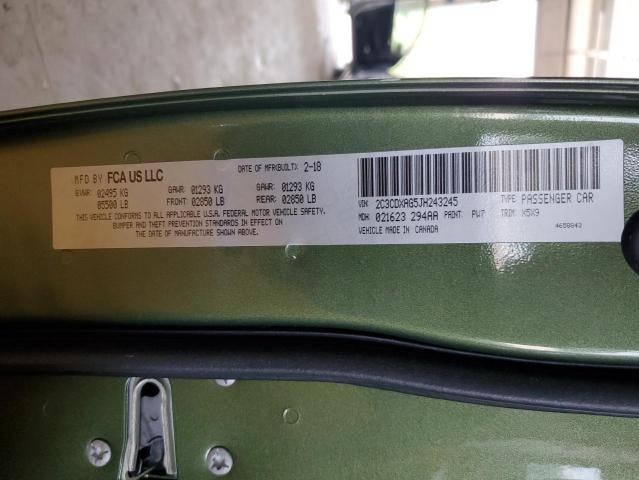 MFD BY FCA US LLC DATE OF MFR(BUILT): 2-18
GVWR: 02495 KG GAWR: 01293 KG GAWR: 01293 KG
05500 LB FRONT: 02850 LB REAR: 02850 LB
THIS VEHICLE CONFORMS TO ALL APPLICABLE U.S.A. FEDERAL MOTOR VEHICLE SAFETY,
BUMPER AND THEFT PREVENTION STANDARDS IN EFFECT ON
THE DATE OF MANUFACTURE SHOWN ABOVE.
VIN: 2C3CDXAG5JH243245 TYPE: PASSENGER CAR
MDH: 021623 294AA PAINT: PW7 TRIM: X5X9
VEHICLE MADE IN CANADA 4658843